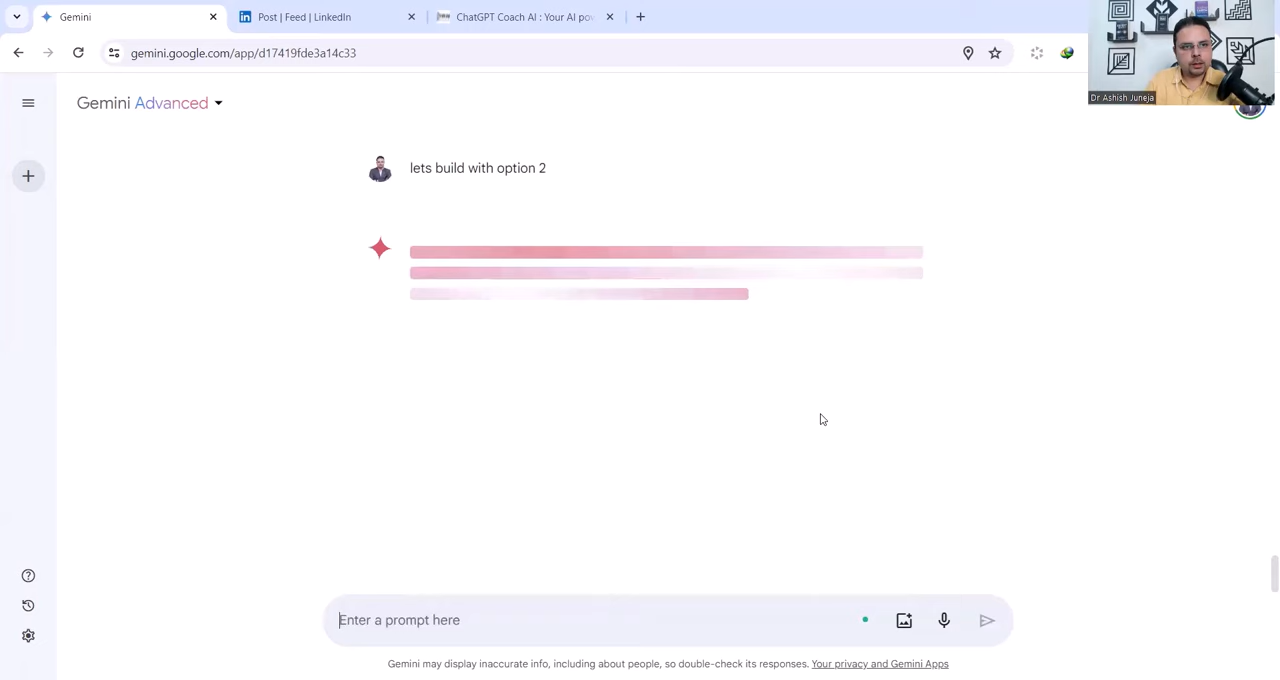 Gemini
Post | Feed | LinkedIn
ChatGPT Coach AI : Your AI pow
gemini.google.com/app/d17419fde3a14c33
Dr Ashish Juneja
Gemini Advanced
lets build with option 2
Enter a prompt here
Gemini may display inaccurate info, including about people, so double-check its responses. Your privacy and Gemini Apps